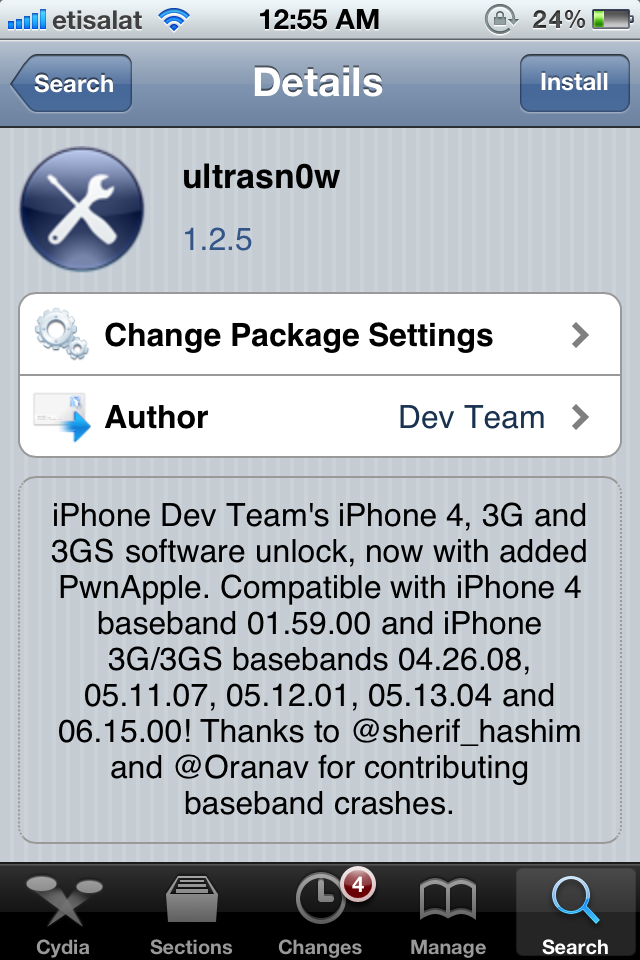 etisalat 12:55 AM 24%
Search Details Install
ultrasn0w
1.2.5
Change Package Settings
Author Dev Team
iPhone Dev Team's iPhone 4, 3G and
3GS software unlock, now with added
PwnApple. Compatible with iPhone 4
baseband 01.59.00 and iPhone
3G/3GS basebands 04.26.08,
05.11.07, 05.12.01, 05.13.04 and
06.15.00! Thanks to @sherif_hashim
and @Oranav for contributing
baseband crashes.
4
Cydia Sections Changes Manage Search